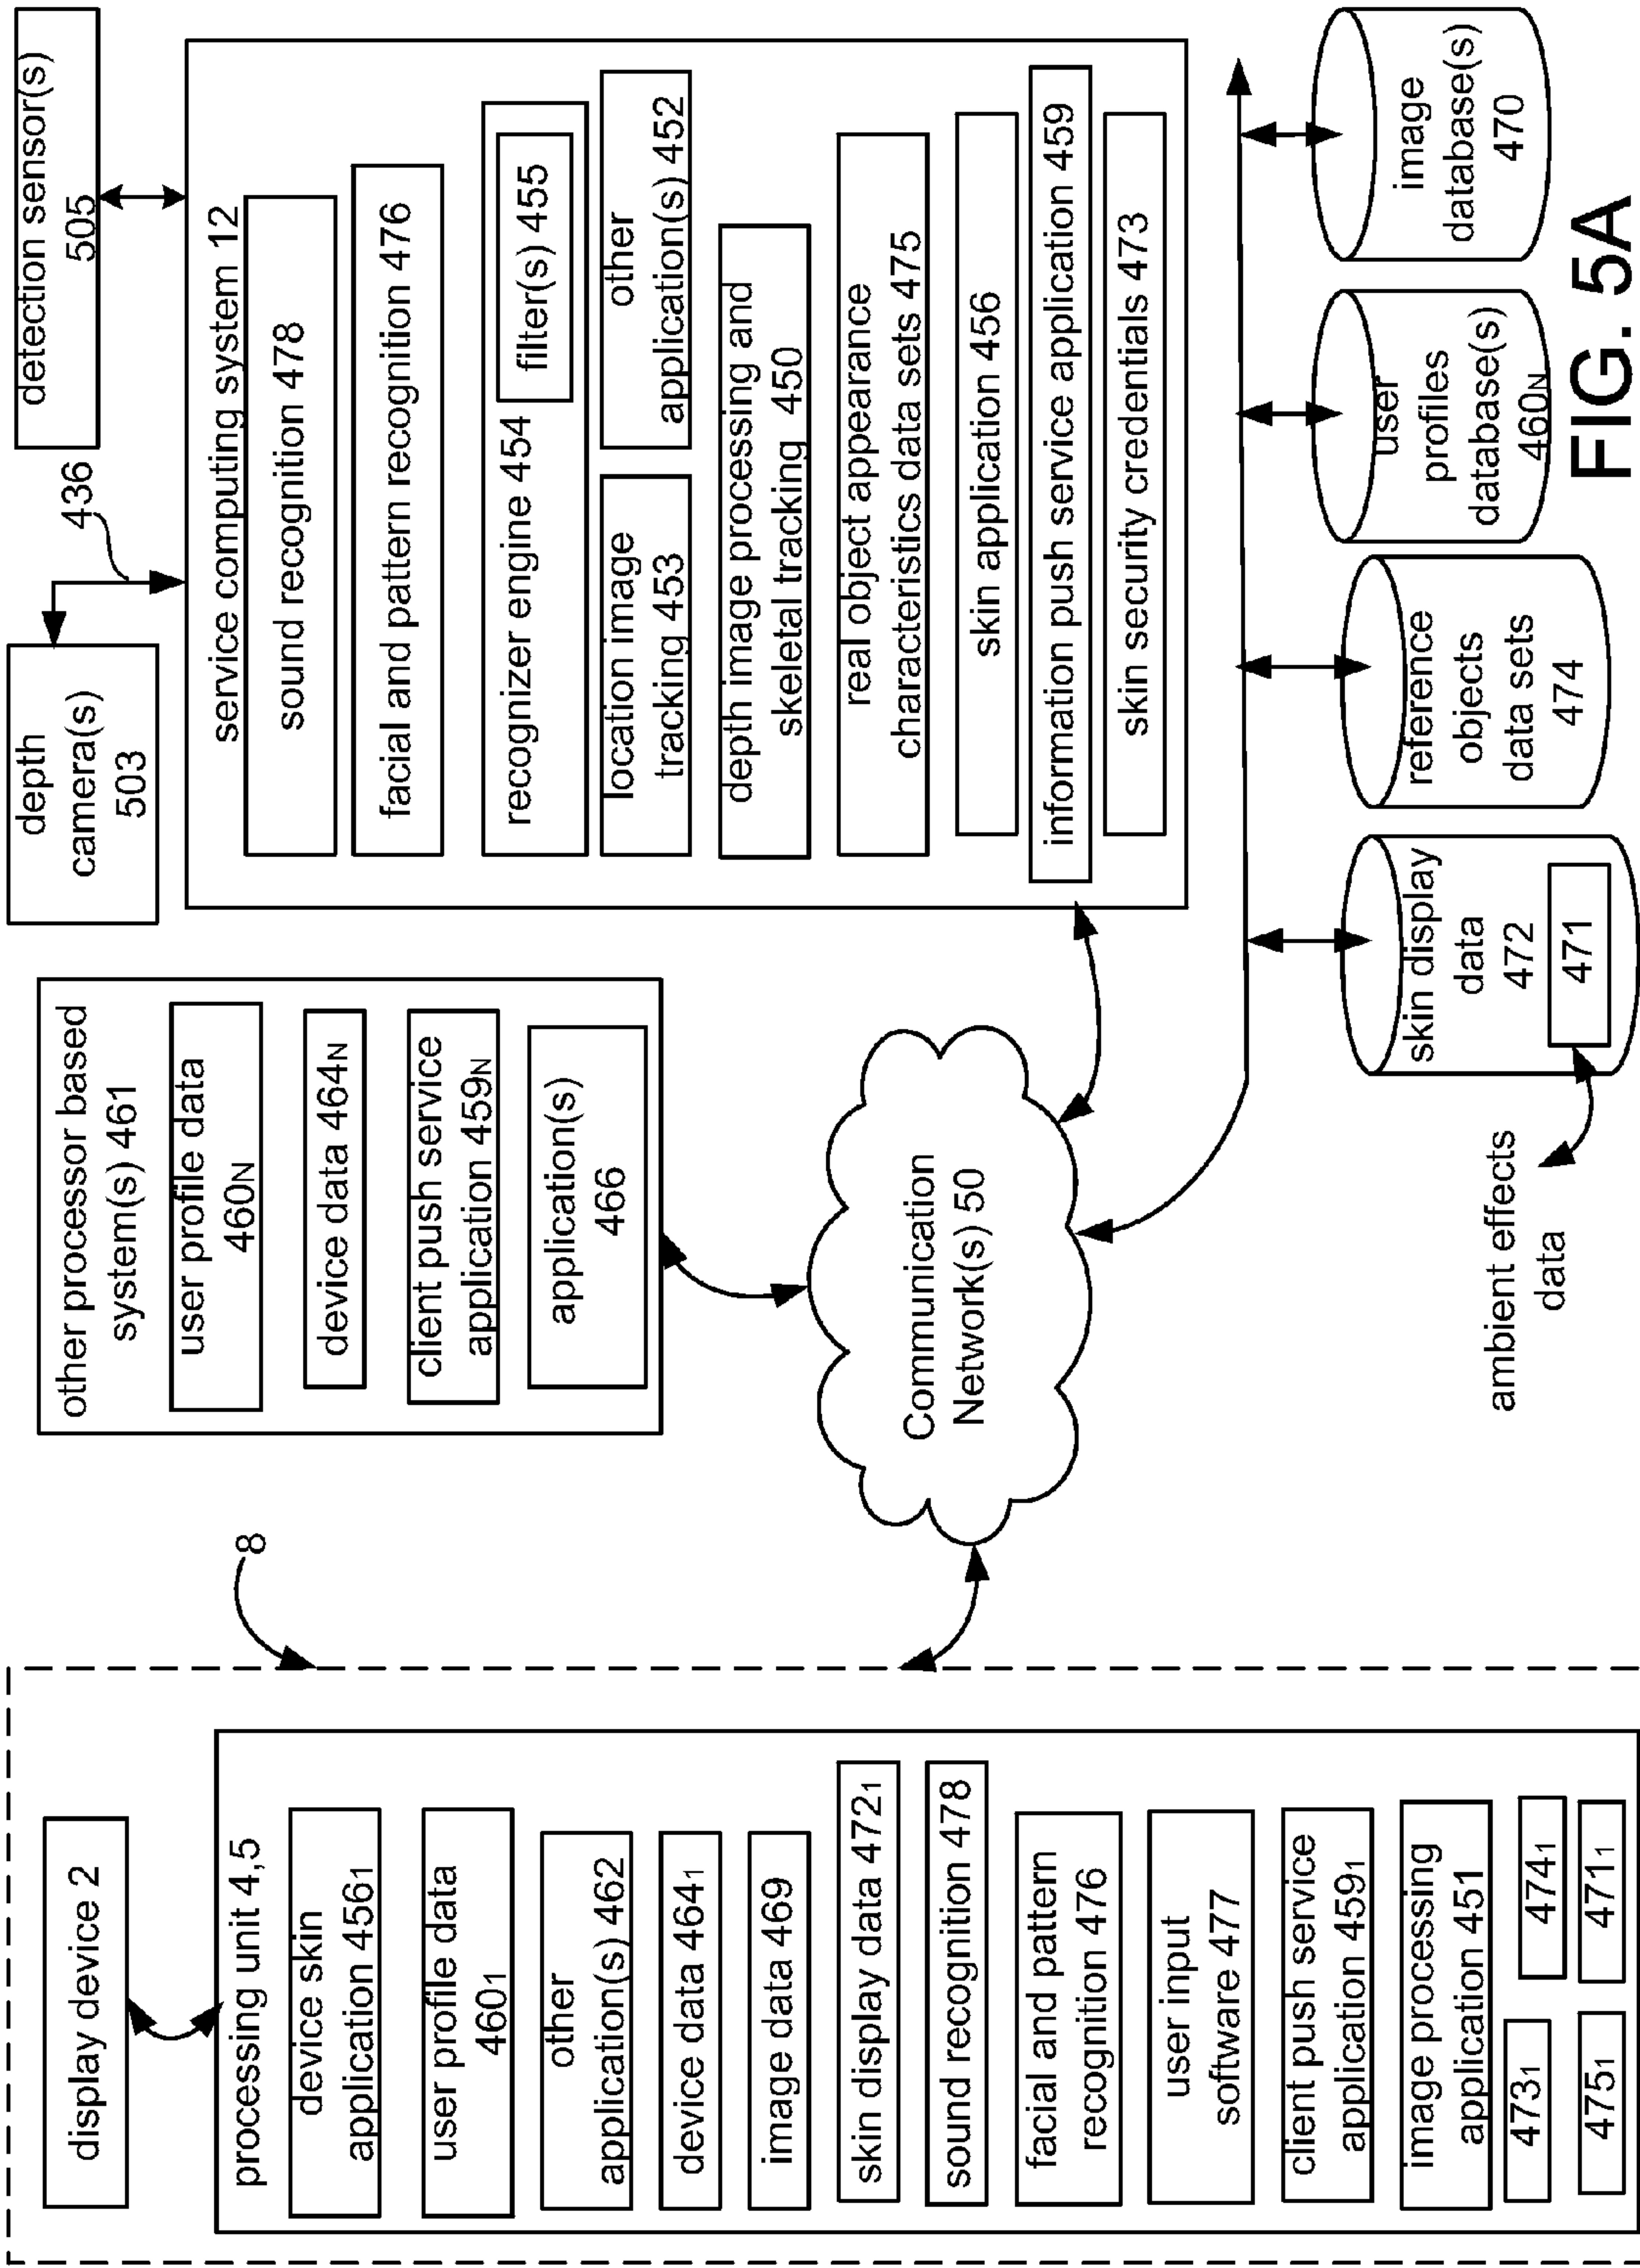 display device 2
processing unit 4,5
device skin
application 456₁
user profile data
460₁
other
application(s) 462
device data 464₁
image data 469
skin display data 472₁
sound recognition 478
facial and pattern
recognition 476
user input
software 477
client push service
application 459₁
image processing
application 451
473₁
474₁
475₁
471₁
8
other processor based
system(s) 461
user profile data
460N
device data 464N
client push service
application 459N
application(s)
466
Communication
Network(s) 50
depth
camera(s)
503
436
detection sensor(s)
505
service computing system 12
sound recognition 478
facial and pattern recognition 476
recognizer engine 454
filter(s) 455
location image
tracking 453
other
application(s) 452
depth image processing and
skeletal tracking 450
real object appearance
characteristics data sets 475
skin application 456
information push service application 459
skin security credentials 473
ambient effects
data
skin display
data
472
471
reference
objects
data sets
474
user
profiles
database(s)
460N
image
database(s)
470
FIG. 5A